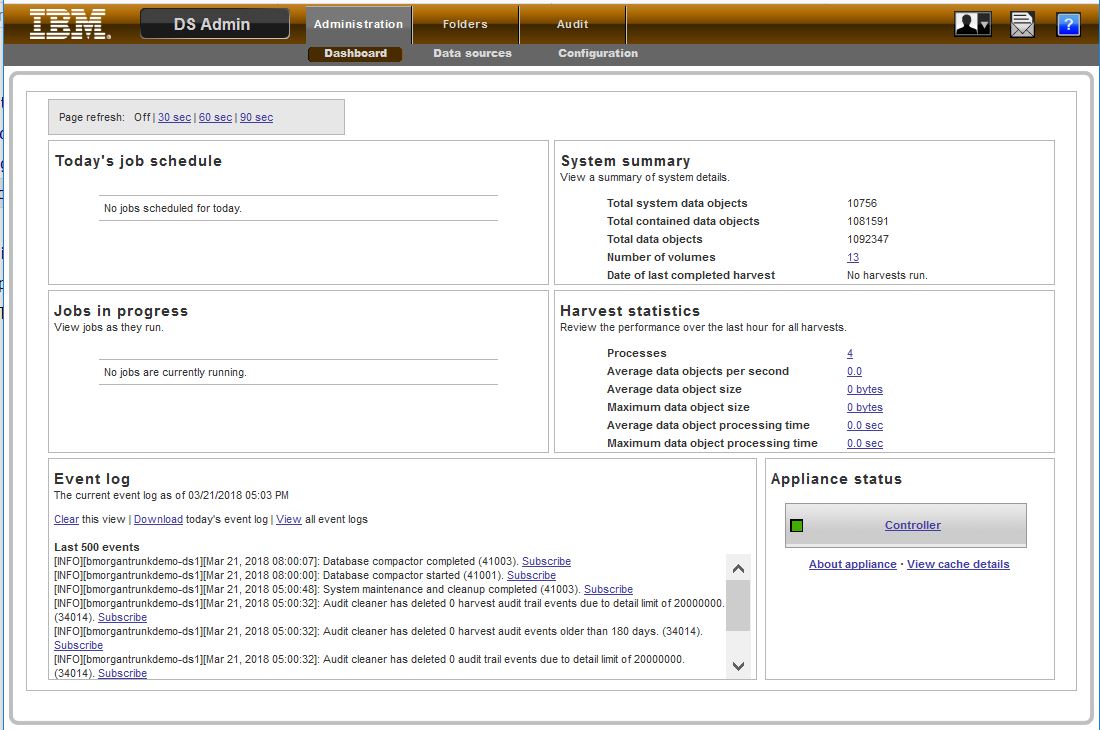 IBM.
DS Admin
Administration
Folders
Audit
?
Dashboard
Data sources
Configuration
Page refresh: Off | 30 sec | 60 sec | 90 sec
Today's job schedule
No jobs scheduled for today.
System summary
View a summary of system details.
Total system data objects 10756
Total contained data objects 1081591
Total data objects 1092347
Number of volumes 13
Date of last completed harvest No harvests run.
Jobs in progress
View jobs as they run.
No jobs are currently running.
Harvest statistics
Review the performance over the last hour for all harvests.
Processes 4
Average data objects per second 0.0
Average data object size 0 bytes
Maximum data object size 0 bytes
Average data object processing time 0.0 sec
Maximum data object processing time 0.0 sec
Event log
The current event log as of 03/21/2018 05:03 PM
Clear this view | Download today's event log | View all event logs
Last 500 events
[INFO][bmorgantrunkdemo-ds1][Mar 21, 2018 08:00:07]: Database compactor completed (41003). Subscribe
[INFO][bmorgantrunkdemo-ds1][Mar 21, 2018 08:00:00]: Database compactor started (41001). Subscribe
[INFO][bmorgantrunkdemo-ds1][Mar 21, 2018 05:00:48]: System maintenance and cleanup completed (41003). Subscribe
[INFO][bmorgantrunkdemo-ds1][Mar 21, 2018 05:00:32]: Audit cleaner has deleted 0 harvest audit trail events due to detail limit of 20000000.
(34014). Subscribe
[INFO][bmorgantrunkdemo-ds1][Mar 21, 2018 05:00:32]: Audit cleaner has deleted 0 harvest audit events older than 180 days. (34014).
Subscribe
[INFO][bmorgantrunkdemo-ds1][Mar 21, 2018 05:00:32]: Audit cleaner has deleted 0 audit trail events due to detail limit of 20000000.
(34014). Subscribe
Appliance status
Controller
About appliance · View cache details